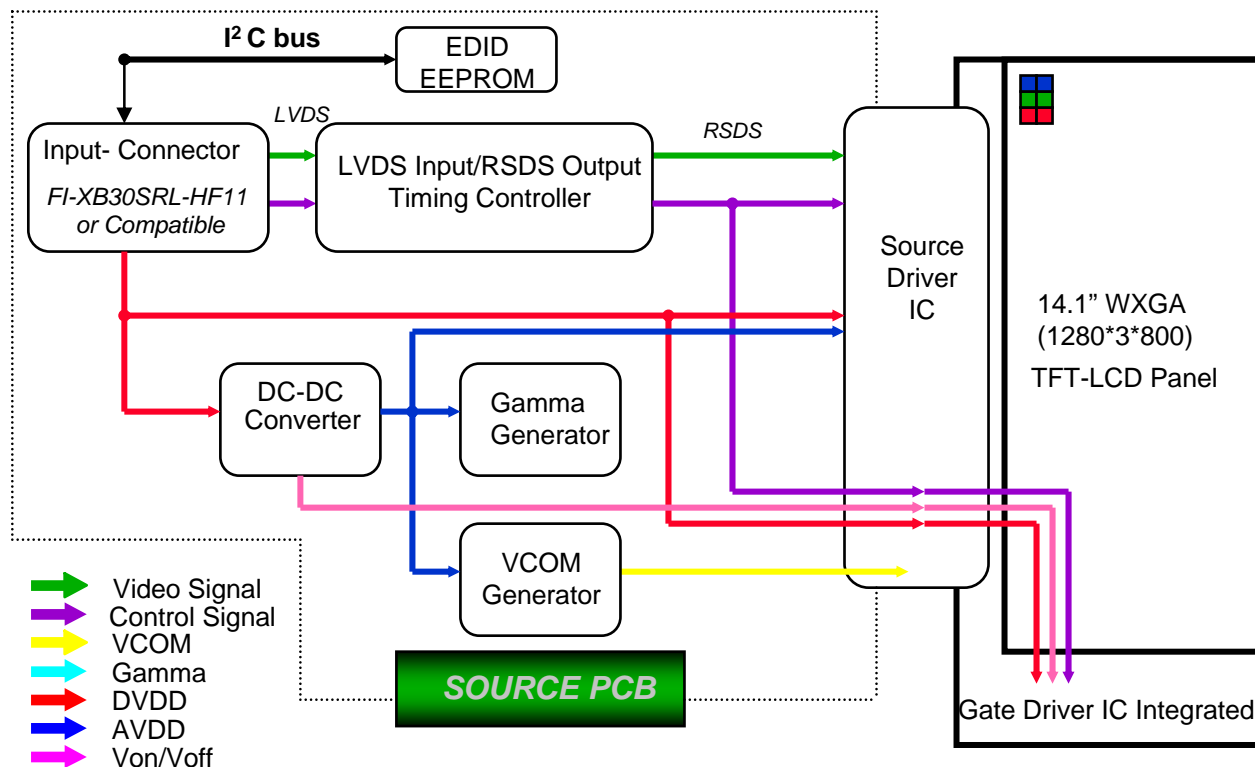 I² C bus
EDID
EEPROM
LVDS
RSDS
Input- Connector
FI-XB30SRL-HF11
or Compatible
LVDS Input/RSDS Output
Timing Controller
Source
Driver
IC
14.1” WXGA
(1280*3*800)
TFT-LCD Panel
DC-DC
Converter
Gamma
Generator
VCOM
Generator
Video Signal
Control Signal
VCOM
Gamma
DVDD
AVDD
Von/Voff
SOURCE PCB
Gate Driver IC Integrated